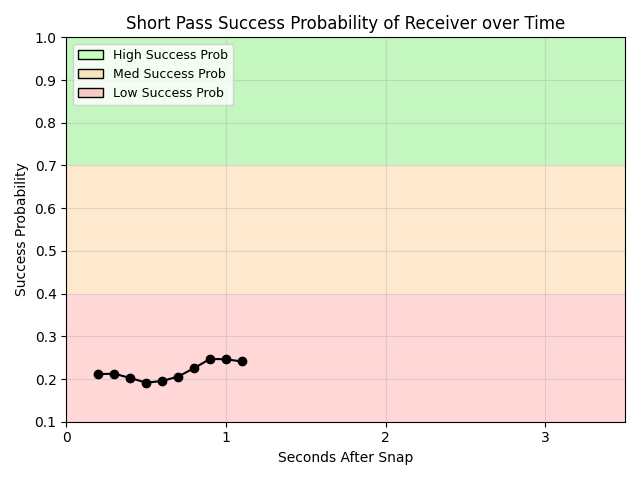 Short Pass Success Probability of Receiver over Time
1.0
0.9
0.8
0.7
0.6
0.5
0.4
0.3
0.2
0.1
Success Probability
High Success Prob
Med Success Prob
Low Success Prob
0 1 2 3
Seconds After Snap